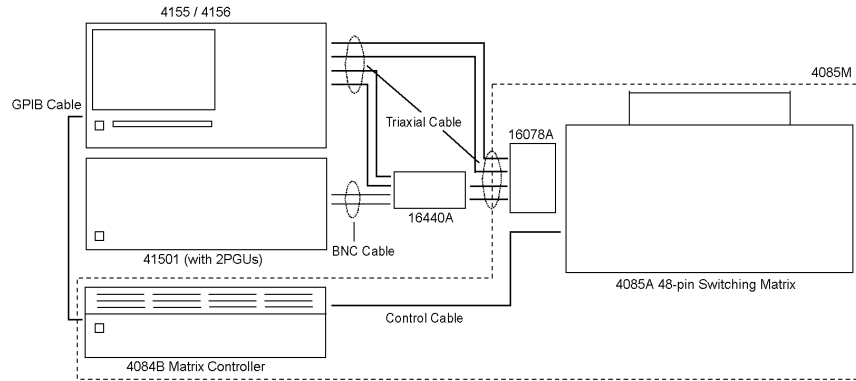 4155 / 4156
4085M
GPIB Cable
Triaxial Cable
16078A
16440A
BNC Cable
41501 (with 2PGUs)
4085A 48-pin Switching Matrix
Control Cable
4084B Matrix Controller